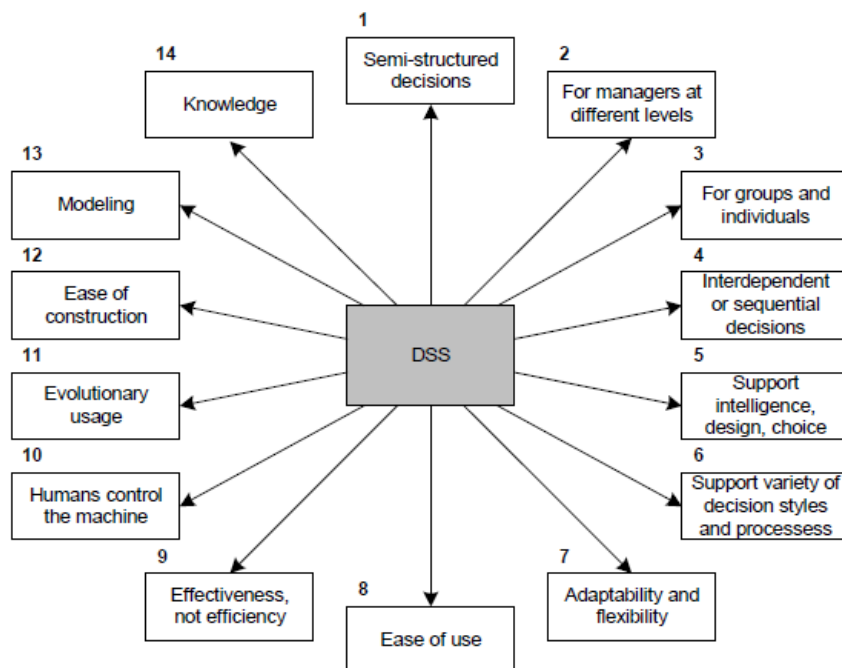 1
Semi-structured
decisions
2
For managers at
different levels
3
For groups and
individuals
4
Interdependent
or sequential
decisions
5
Support
intelligence,
design, choice
6
Support variety of
decision styles
and processess
7
Adaptability and
flexibility
8
Ease of use
9
Effectiveness,
not efficiency
10
Humans control
the machine
11
Evolutionary
usage
12
Ease of
construction
13
Modeling
14
Knowledge
DSS